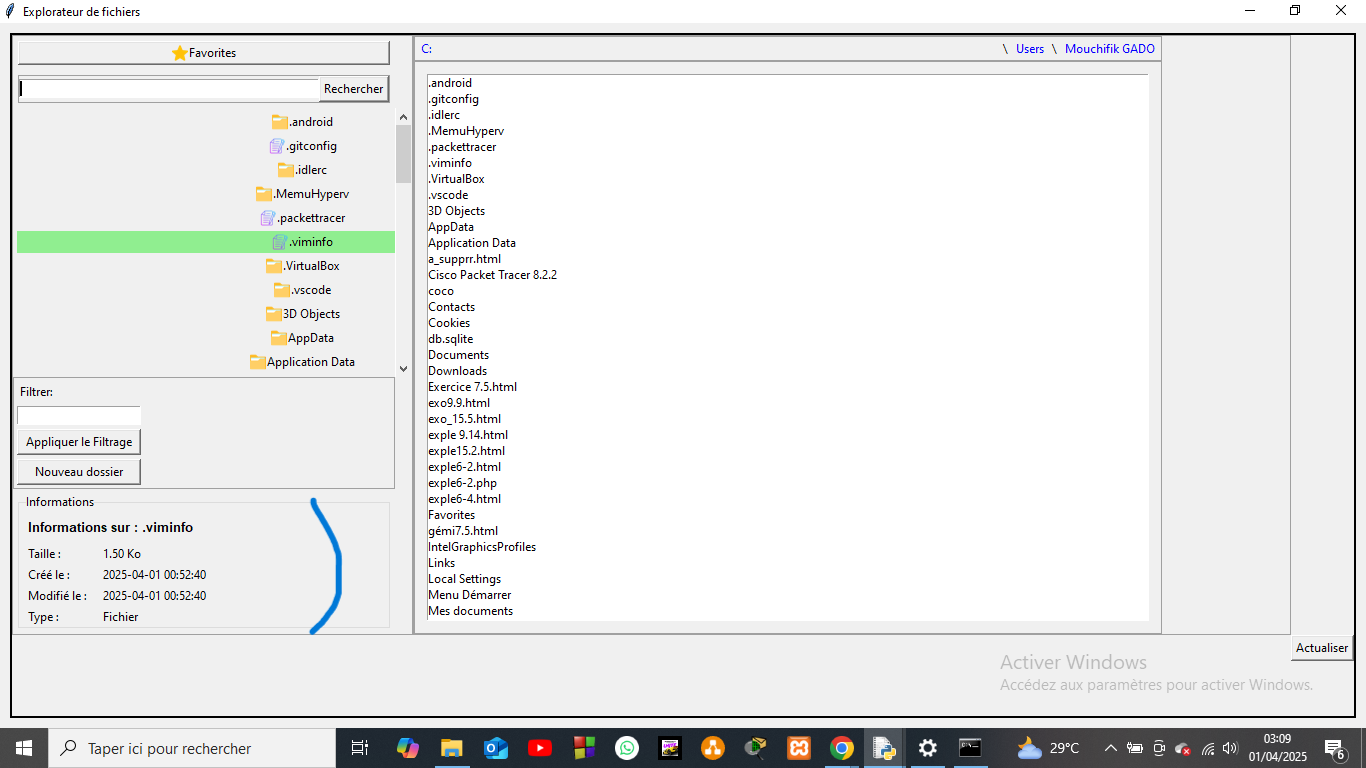 Explorateur de fichiers
Favorites
Rechercher
.android
.gitconfig
.idlerc
.MemuHyperv
.packettracer
.viminfo
.VirtualBox
.vscode
3D Objects
AppData
Application Data
Filtrer:
Appliquer le Filtrage
Nouveau dossier
Informations
Informations sur : .viminfo
Taille : 1.50 Ko
Créé le : 2025-04-01 00:52:40
Modifié le : 2025-04-01 00:52:40
Type : Fichier
C: \ Users \ Mouchifik GADO
.android
.gitconfig
.idlerc
.MemuHyperv
.packettracer
.viminfo
.VirtualBox
.vscode
3D Objects
AppData
Application Data
a_supprr.html
Cisco Packet Tracer 8.2.2
coco
Contacts
Cookies
db.sqlite
Documents
Downloads
Exercice 7.5.html
exo9.9.html
exo_15.5.html
exple 9.14.html
exple15.2.html
exple6-2.html
exple6-2.php
exple6-4.html
Favorites
gémi7.5.html
IntelGraphicsProfiles
Links
Local Settings
Menu Démarrer
Mes documents
Actualiser
Activer Windows
Accédez aux paramètres pour activer Windows.
Taper ici pour rechercher
29°C
03:09
01/04/2025
6